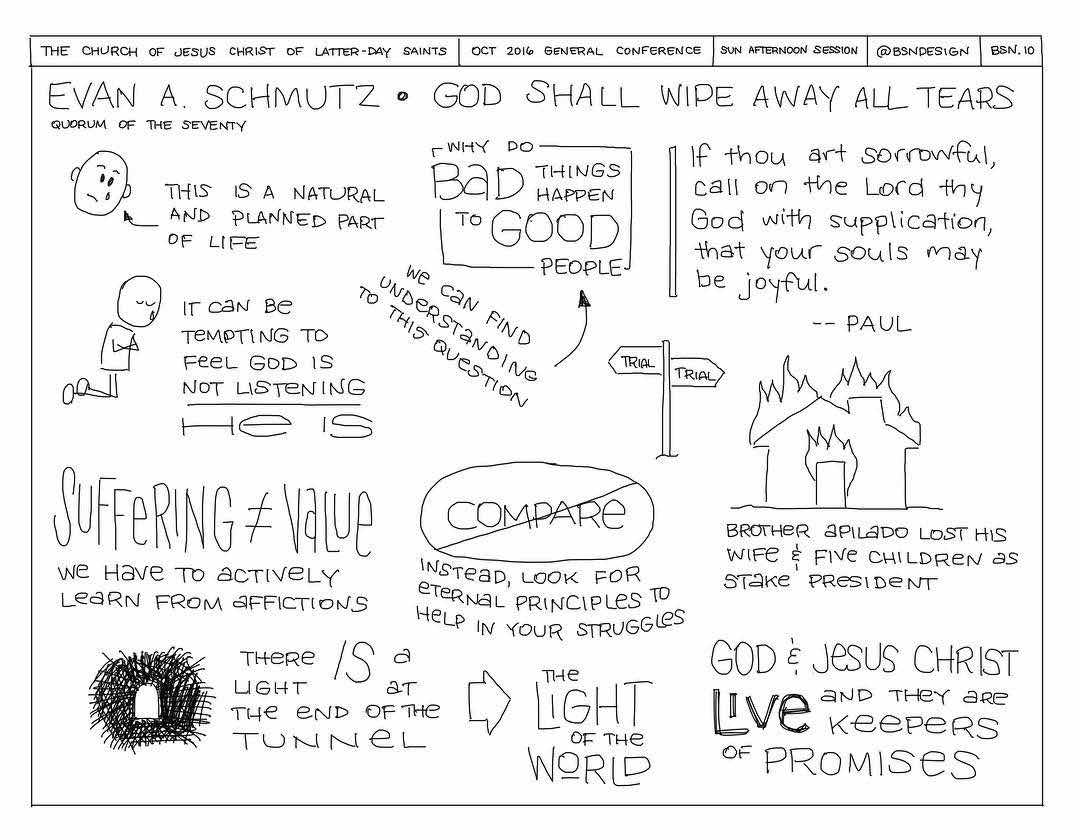 THE CHURCH OF JESUS CHRIST OF LATTER-DAY SAINTS
OCT 2016 GENERAL CONFERENCE
SUN AFTERNOON SESSION
@BSNDESIGN
BSN.10
EVAN A. SCHMUTZ • GOD SHALL WIPE AWAY ALL TEARS
QUORUM OF THE SEVENTY
THIS IS A NATURAL
AND PLANNED PART
OF LIFE
WHY DO
BaD THINGS
HAPPEN
TO GOOD
PEOPLE
If thou art sorrowful,
call on the Lord thy
God with supplication,
that your souls may
be joyful.
-- PAUL
IT CaN Be
TEMPTING TO
FeeL GOD IS
NOT LISTeNING
He IS
We CaN FIND
UNDERSTANDING
TO THIS QUESTION
TRIAL
TRIAL
SUFFeRING ≠ VaLUe
We HaVe TO aCTIVeLY
LeaRN FROM aFFICTIONS
COMPARe
INSTeaD, LOOK FOR
eTeRNaL PRINCIPLES TO
HeLP IN YOUR STRUGGLeS
BROTHER aPILaDO LOST HIS
WIFe & FIVe CHILDREN as
STaKe PRESIDENT
THeRe IS a
LIGHT aT
THe eND OF THe
TUNNeL
THe
LIGHT
OF THe
WORLD
GOD & JeSUS CHRIST
LIVe aND THeY aRe
KeePeRS
OF PROMISeS